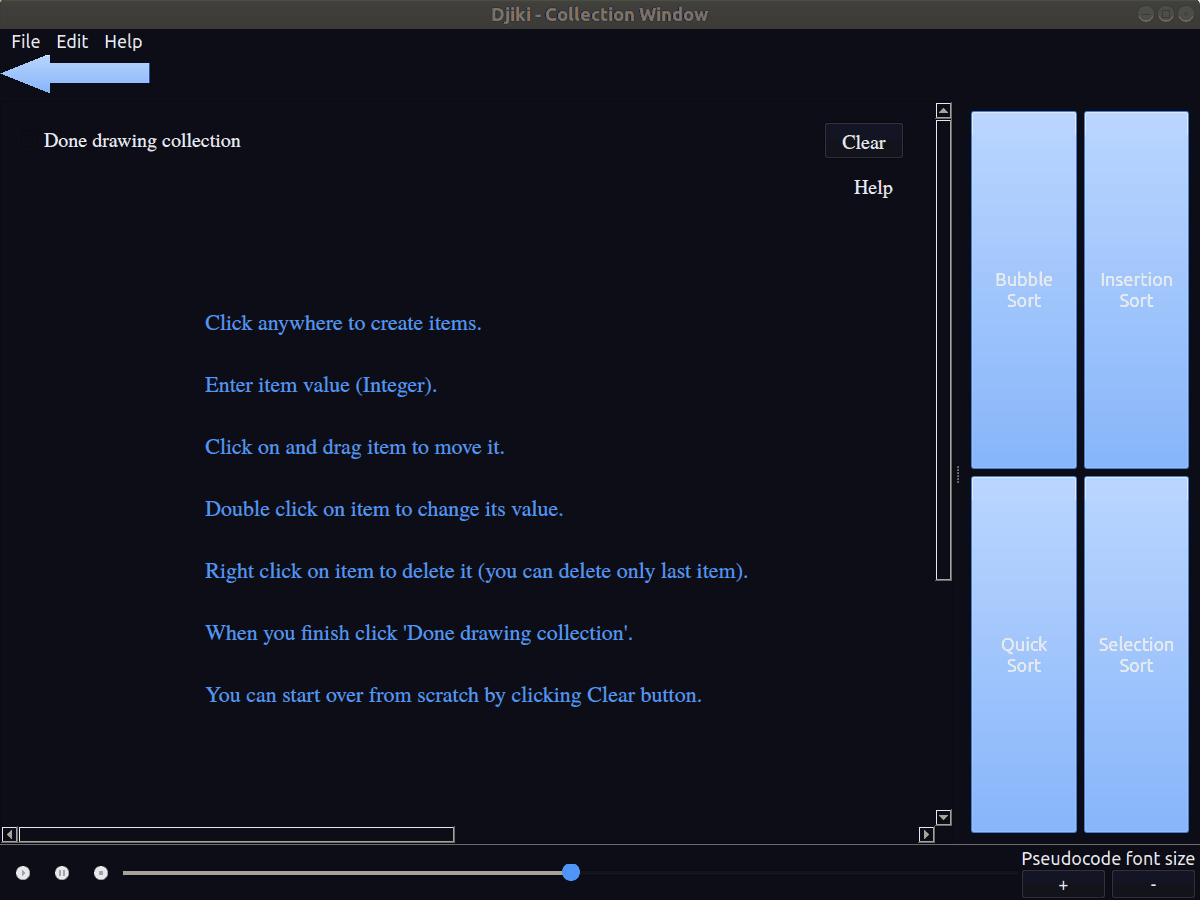 Djiki - Collection Window
File Edit Help
Done drawing collection
Clear
Help
Click anywhere to create items.
Enter item value (Integer).
Click on and drag item to move it.
Double click on item to change its value.
Right click on item to delete it (you can delete only last item).
When you finish click 'Done drawing collection'.
You can start over from scratch by clicking Clear button.
Bubble
Sort
Insertion
Sort
Quick
Sort
Selection
Sort
Pseudocode font size
+ -